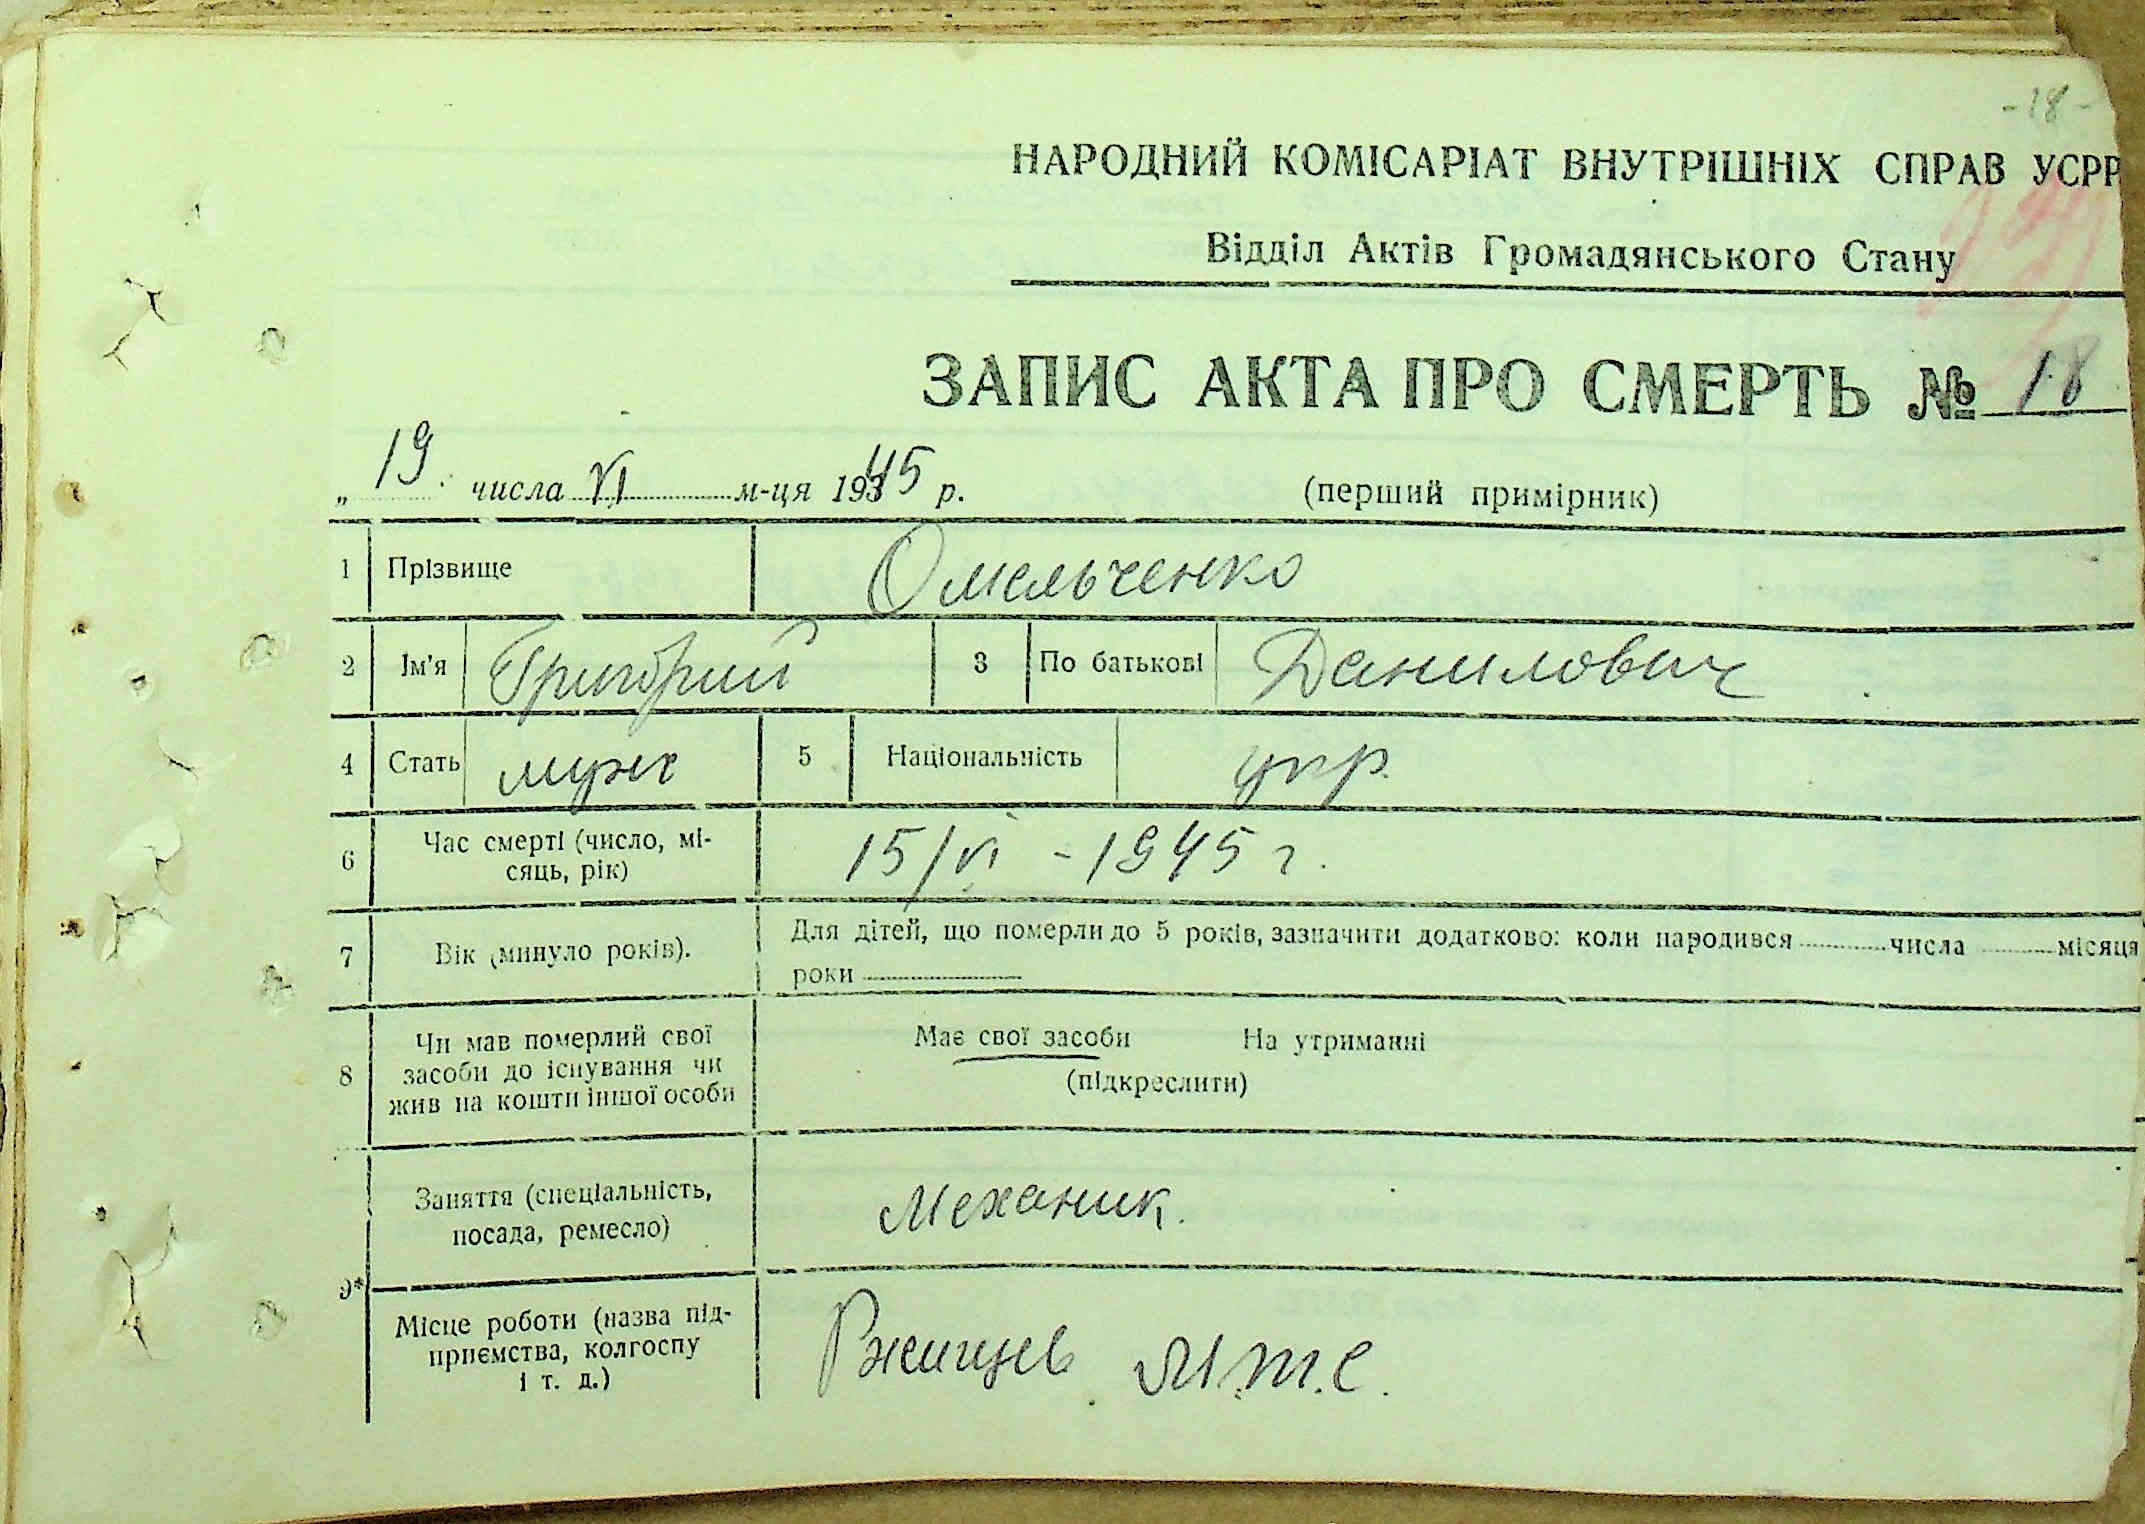 -18-
НАРОДНИЙ КОМІСАРІАТ ВНУТРІШНІХ СПРАВ УСРР
Відділ Актів Громадянського Стану
ЗАПИС АКТА ПРО СМЕРТЬ № 18
„ 19 числа VI м-ця 1945 р. (перший примірник)
1 Прізвище Омельченко
2 Ім'я Григорий 3 По батькові Данилович
4 Стать муж 5 Національність укр.
6 Час смерті (число, мі-
сяць, рік) 15/VI - 1945 г.
7 Вік (минуло років). Для дітей, що померли до 5 років, зазначити додатково: коли народився числа місяця
роки
8 Чи мав померлий свої
засоби до існування чи
жив на кошти іншої особи
Має свої засоби На утриманні
(підкреслити)
9* Заняття (спеціальність,
посада, ремесло) Механик.
Місце роботи (назва під-
приємства, колгоспу
і т. д.) Ржищев М.т.с.